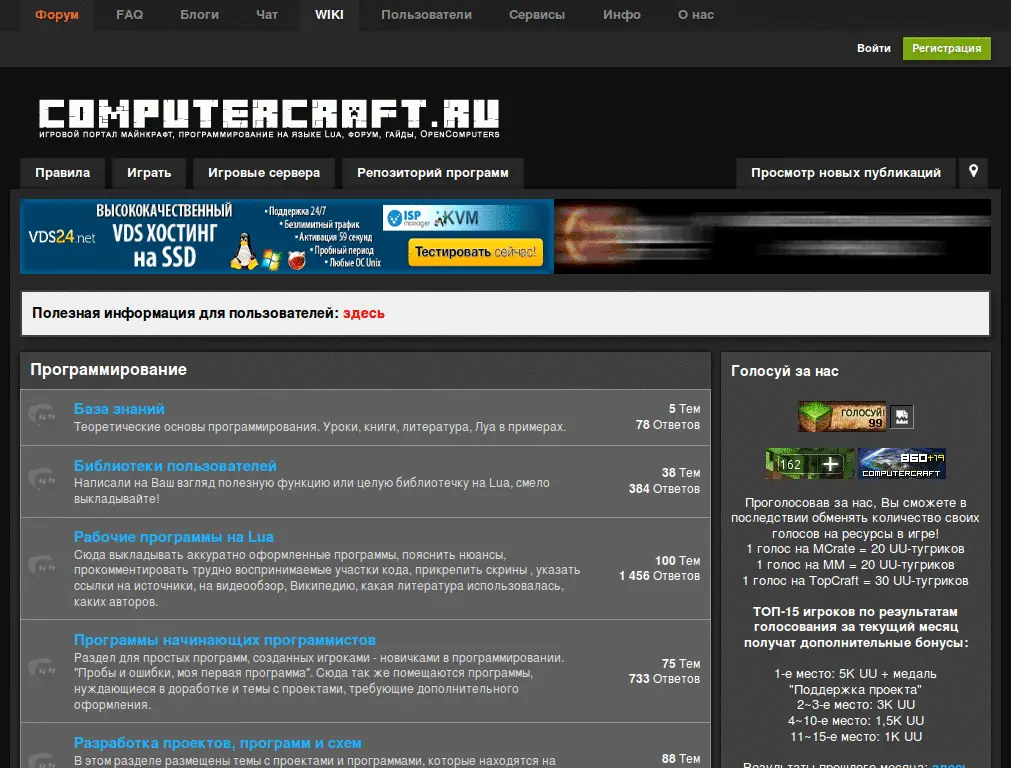 Форум FAQ Блоги Чат WIKI Пользователи Сервисы Инфо О нас
Войти Регистрация
COMPUTERCRAFT.RU
ИГРОВОЙ ПОРТАЛ МАЙНКРАФТ, ПРОГРАММИРОВАНИЕ НА ЯЗЫКЕ LUA, ФОРУМ, ГАЙДЫ, OPENCOMPUTERS
Правила Играть Игровые сервера Репозиторий программ Просмотр новых публикаций
VDS24.net
ВЫСОКОКАЧЕСТВЕННЫЙ
VDS ХОСТИНГ
на SSD
• Поддержка 24/7
• Безлимитный трафик
• Активация 59 секунд
• Пробный период
• Любые ОС Unix
ISP manager KVM
Тестировать сейчас!
Полезная информация для пользователей: здесь
Программирование
База знаний
Теоретические основы программирования. Уроки, книги, литература, Луа в примерах.
5 Тем
78 Ответов
Библиотеки пользователей
Написали на Ваш взгляд полезную функцию или целую библиотечку на Lua, смело
выкладывайте!
38 Тем
384 Ответов
Рабочие программы на Lua
Сюда выкладывать аккуратно оформленные программы, пояснить нюансы,
прокомментировать трудно воспринимаемые участки кода, прикрепить скрины , указать
ссылки на источники, на видеообзор, Википедию, какая литература использовалась,
каких авторов.
100 Тем
1 456 Ответов
Программы начинающих программистов
Раздел для простых программ, созданных игроками - новичками в программировании.
"Пробы и ошибки, моя первая программа". Сюда так же помещаются программы,
нуждающиеся в доработке и темы с проектами, требующие дополнительного
оформления.
75 Тем
733 Ответов
Разработка проектов, программ и схем
В этом разделе размещены темы с проектами и программами, которые находятся на
88 Тем
Голосуй за нас
ГОЛОСУЙ!
99
162 +
860+19
COMPUTERCRAFT
Проголосовав за нас, Вы сможете в
последствии обменять количество своих
голосов на ресурсы в игре!
1 голос на MCrate = 20 UU-тугриков
1 голос на MM = 20 UU-тугриков
1 голос на TopCraft = 30 UU-тугриков
ТОП-15 игроков по результатам
голосования за текущий месяц
получат дополнительные бонусы:
1-е место: 5K UU + медаль
"Поддержка проекта"
2~3-е место: 3K UU
4~10-е место: 1,5K UU
11~15-е место: 1K UU
Результаты прошлого месяца: здесь